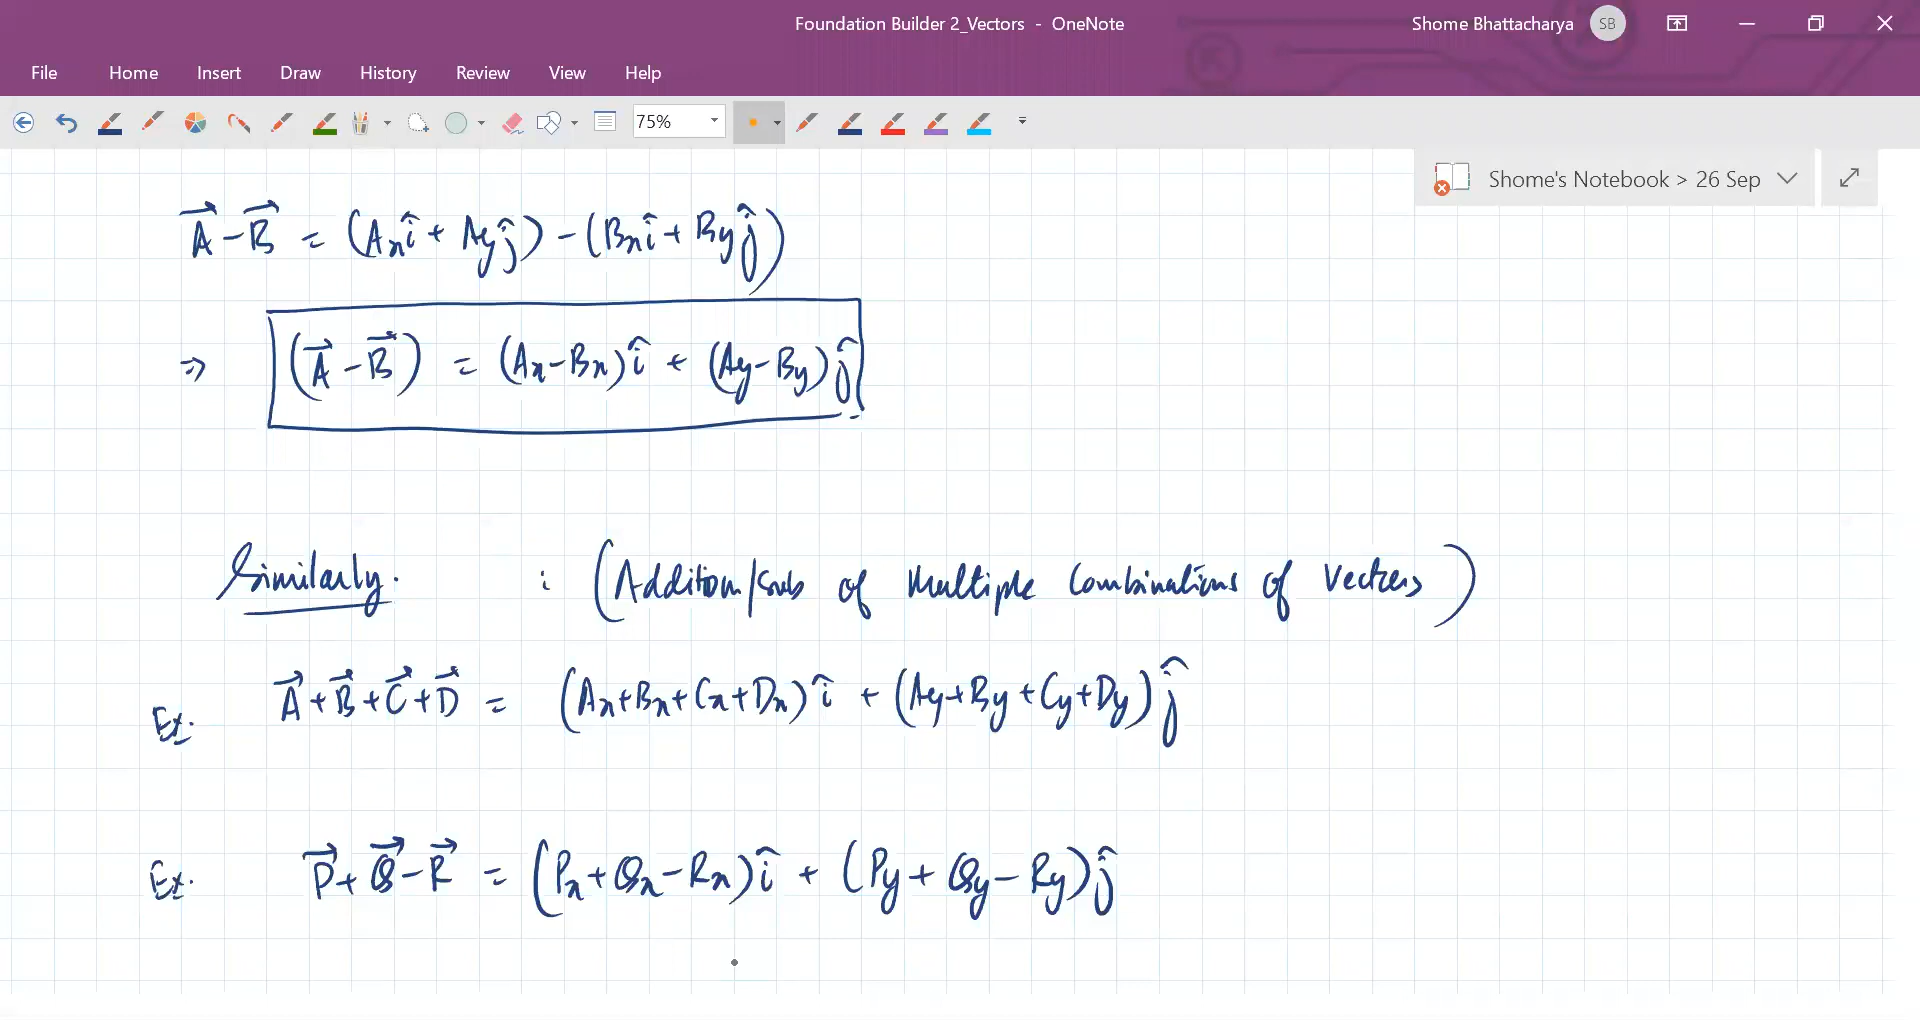 Foundation Builder 2_Vectors - OneNote
Shome Bhattacharya SB
File Home Insert Draw History Review View Help
75%
Shome's Notebook > 26 Sep
A⃗ - B⃗ = (Axî + Ayĵ) - (Bxî + Byĵ)
⇒ (A⃗ - B⃗) = (Ax-Bx)î + (Ay-By)ĵ
Similarly. : (Addition/sub of Multiple Combinations of Vectors)
Ex. A⃗+B⃗+C⃗+D⃗ = (Ax+Bx+Cx+Dx)î + (Ay+By+Cy+Dy)ĵ
Ex. P⃗+Q⃗-R⃗ = (Px+Qx-Rx)î + (Py+Qy-Ry)ĵ